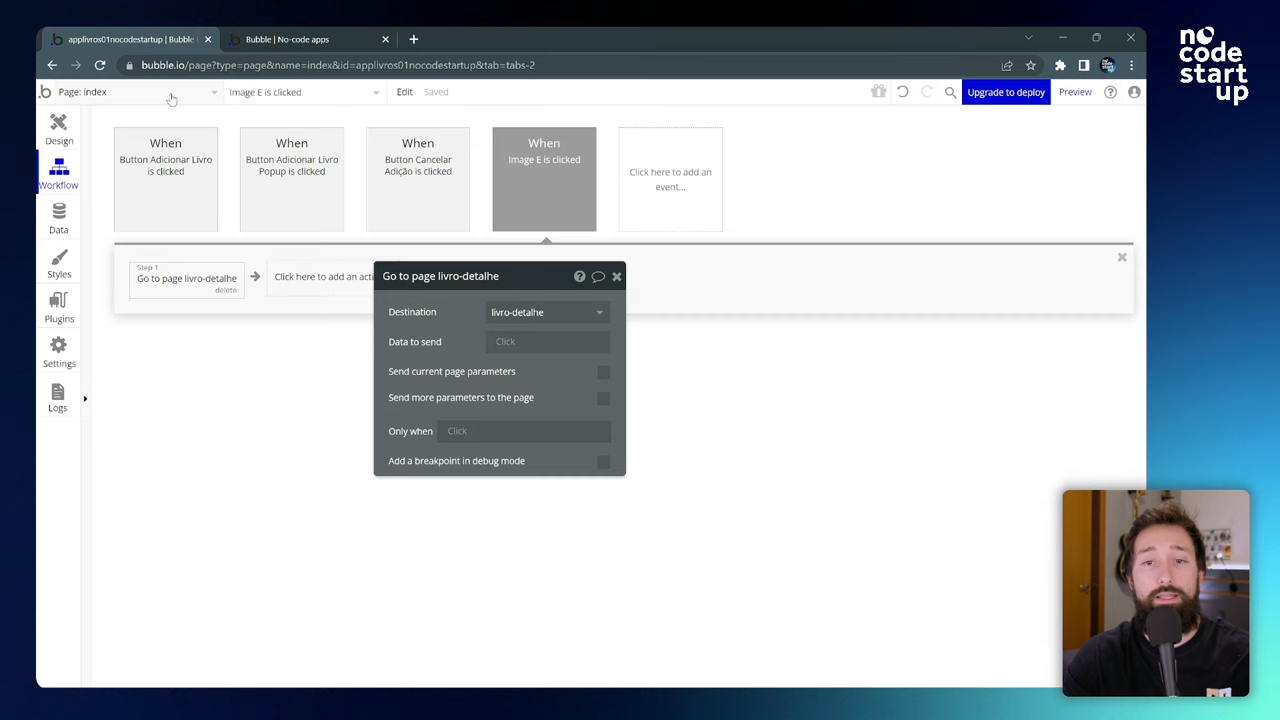 applivros01nocodestartup | Bubble
Bubble | No-code apps
bubble.io/page?type=page&name=index&id=applivros01nocodestartup&tab=tabs-2
no
code
start
up
Page: index
Image E is clicked
Edit
Saved
Upgrade to deploy
Preview
Design
Workflow
Data
Styles
Plugins
Settings
Logs
When
Button Adicionar Livro
is clicked
When
Button Adicionar Livro
Popup is clicked
When
Button Cancelar
Adição is clicked
When
Image E is clicked
Click here to add an
event...
Step 1
Go to page livro-detalhe
delete
Click here to add an acti
Go to page livro-detalhe
Destination
livro-detalhe
Data to send
Click
Send current page parameters
Send more parameters to the page
Only when
Click
Add a breakpoint in debug mode